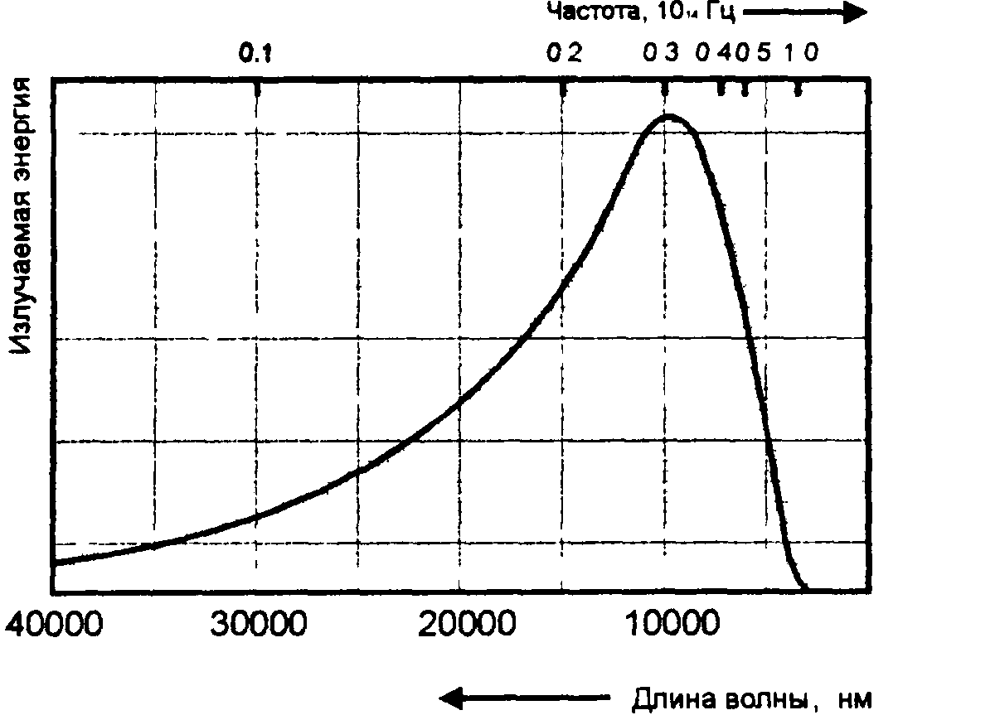 Частота, 10₁₄ Гц
0.1 0 2 0 3 0 4 0 5 1 0
Излучаемая энергия
40000 30000 20000 10000
Длина волны, нм